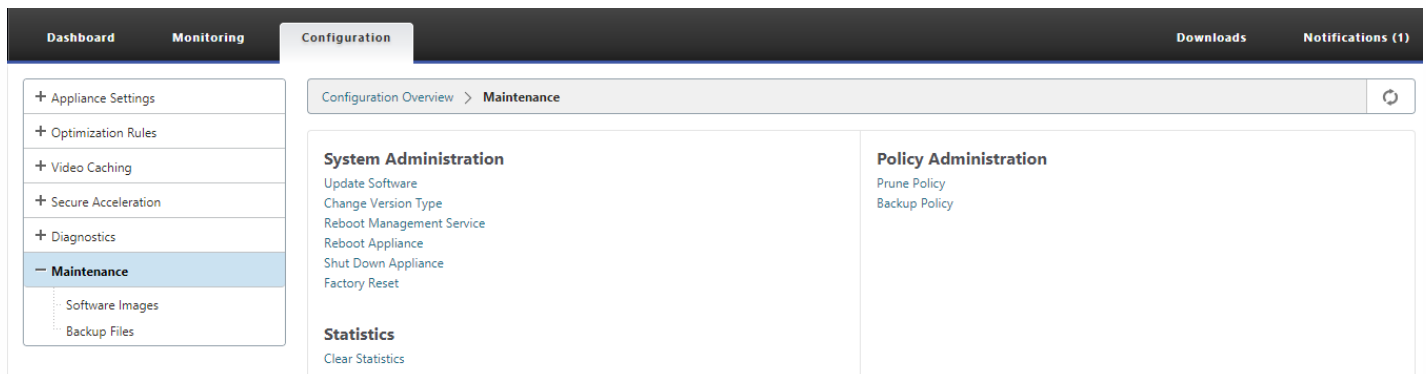 Dashboard Monitoring Configuration Downloads Notifications (1)
+ Appliance Settings
+ Optimization Rules
+ Video Caching
+ Secure Acceleration
+ Diagnostics
− Maintenance
Software Images
Backup Files
Configuration Overview > Maintenance
System Administration
Update Software
Change Version Type
Reboot Management Service
Reboot Appliance
Shut Down Appliance
Factory Reset
Statistics
Clear Statistics
Policy Administration
Prune Policy
Backup Policy